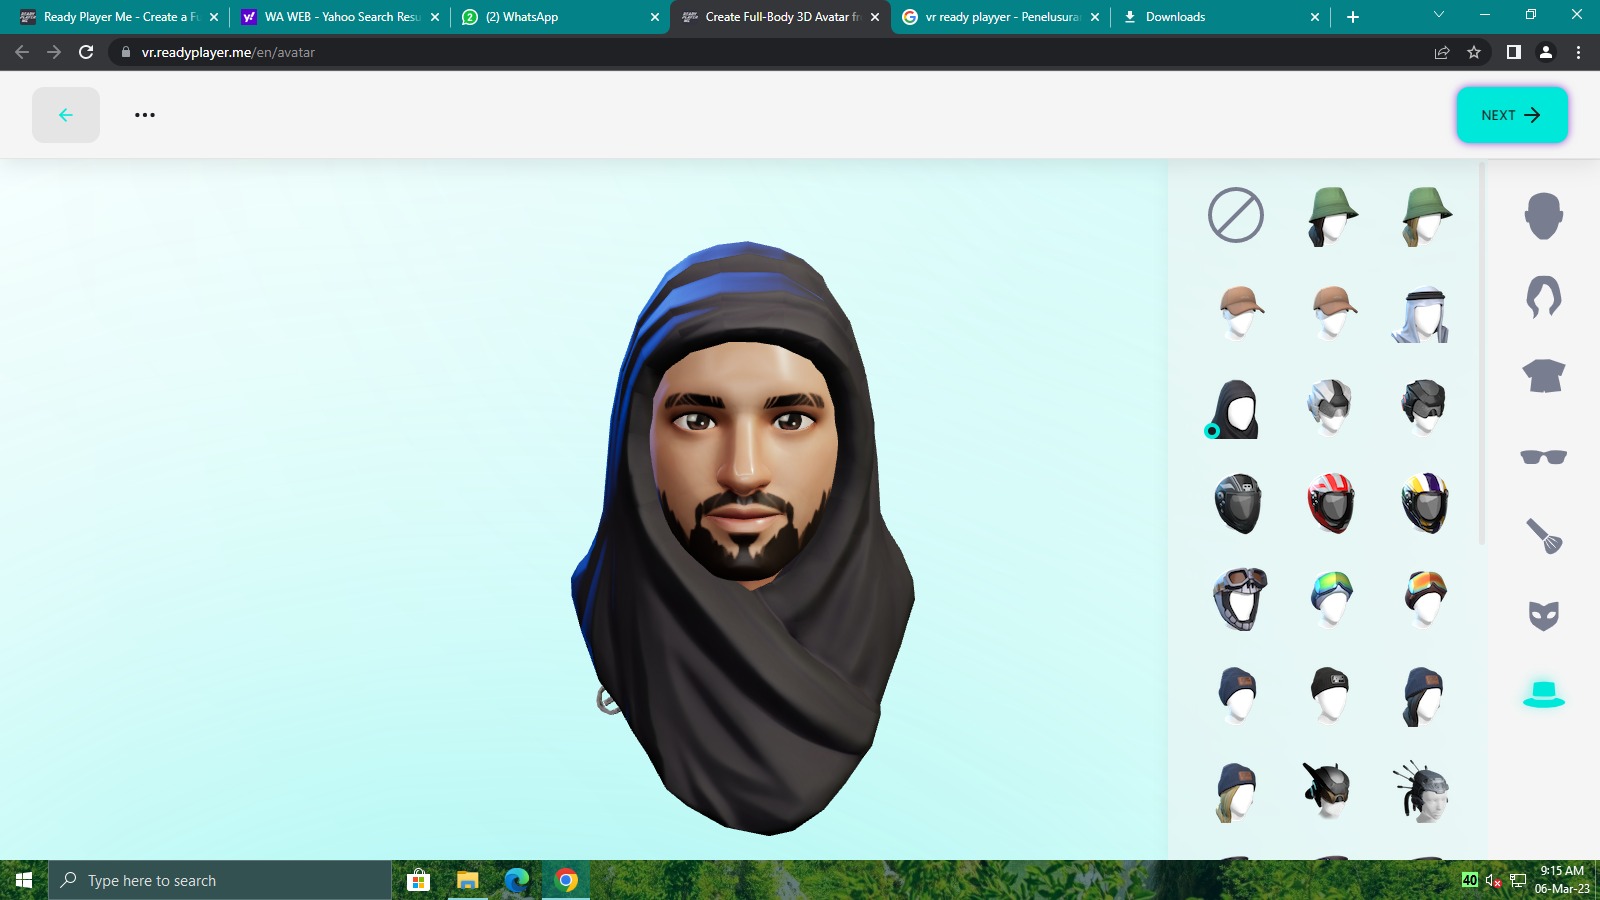 Ready Player Me - Create a Fu
WA WEB - Yahoo Search Resu
(2) WhatsApp
Create Full-Body 3D Avatar fr
vr ready playyer - Penelusura
Downloads
vr.readyplayer.me/en/avatar
NEXT
Type here to search
40
9:15 AM
06-Mar-23